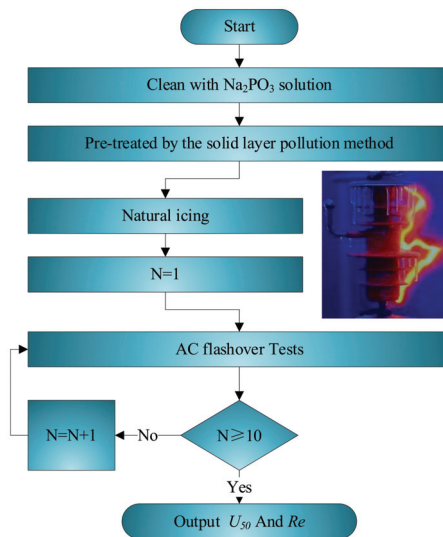 Start
Clean with Na₂PO₃ solution
Pre-treated by the solid layer pollution method
Natural icing
N=1
AC flashover Tests
N≥10
No
N=N+1
Yes
Output U₅₀ And Re